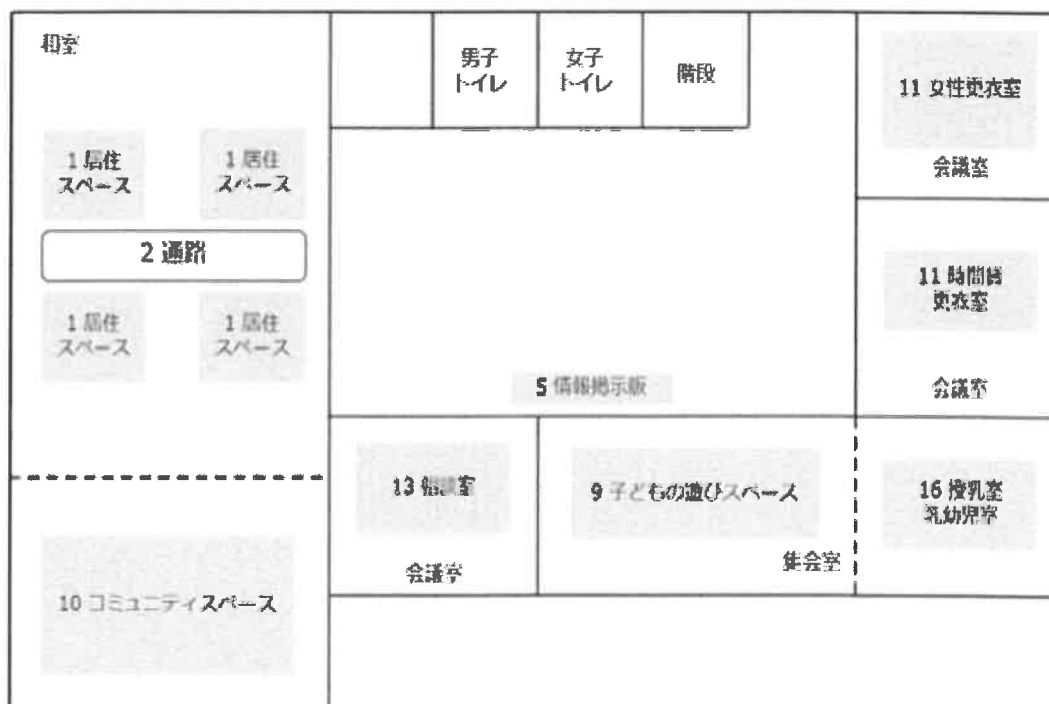 和室
男子
トイレ
女子
トイレ
階段
11 女性更衣室
会議室
1 居住
スペース
1 居住
スペース
2 通路
1 居住
スペース
1 居住
スペース
11 時間
更衣室
会議室
5 情報掲示版
13 相談室
会議室
9 子どもの遊びスペース
集会室
16 授乳室
乳幼児室
10 コミュニティスペース